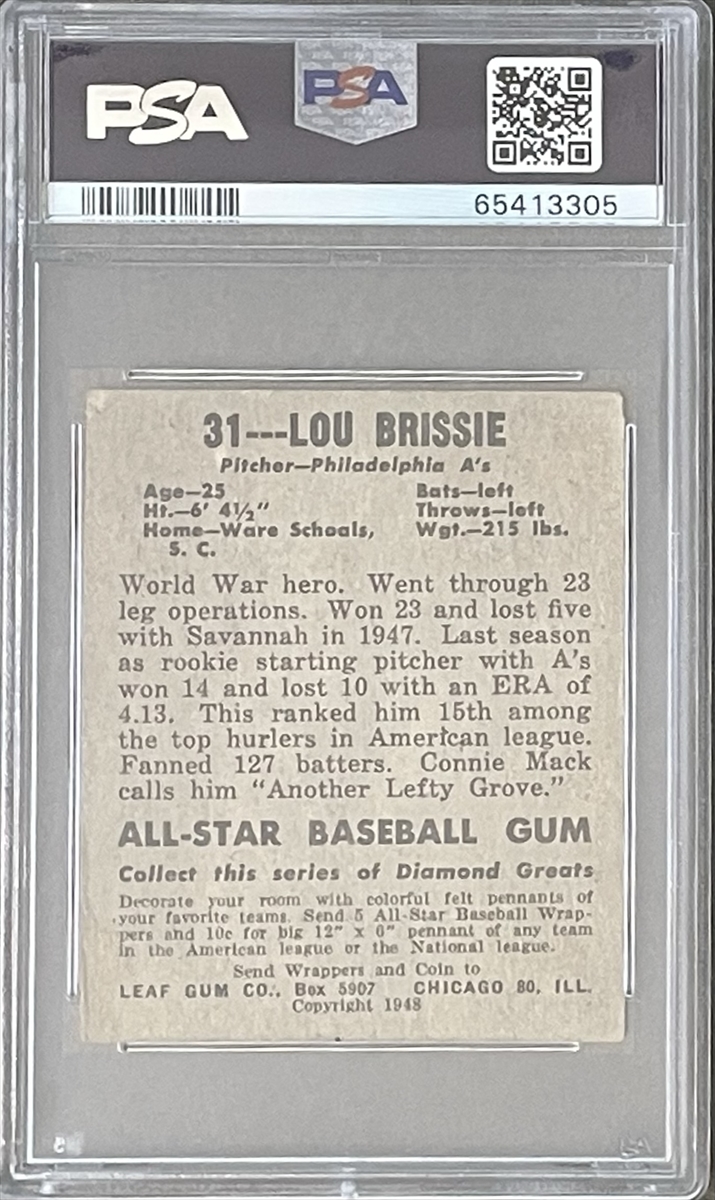 PSA
PSA
65413305
31---LOU BRISSIE
Pitcher—Philadelphia A's
Age—25 Bats—left
Ht.—6' 4½" Throws—left
Home—Ware Schoals, Wgt.—215 lbs.
S. C.
World War hero. Went through 23
leg operations. Won 23 and lost five
with Savannah in 1947. Last season
as rookie starting pitcher with A's
won 14 and lost 10 with an ERA of
4.13. This ranked him 15th among
the top hurlers in American league.
Fanned 127 batters. Connie Mack
calls him "Another Lefty Grove."
ALL-STAR BASEBALL GUM
Collect this series of Diamond Greats
Decorate your room with colorful felt pennants of
your favorite teams. Send 5 All-Star Baseball Wrap-
pers and 10c for big 12" x 6" pennant of any team
in the American league or the National league.
Send Wrappers and Coin to
LEAF GUM CO., Box 5907 CHICAGO 80, ILL.
Copyright 1948